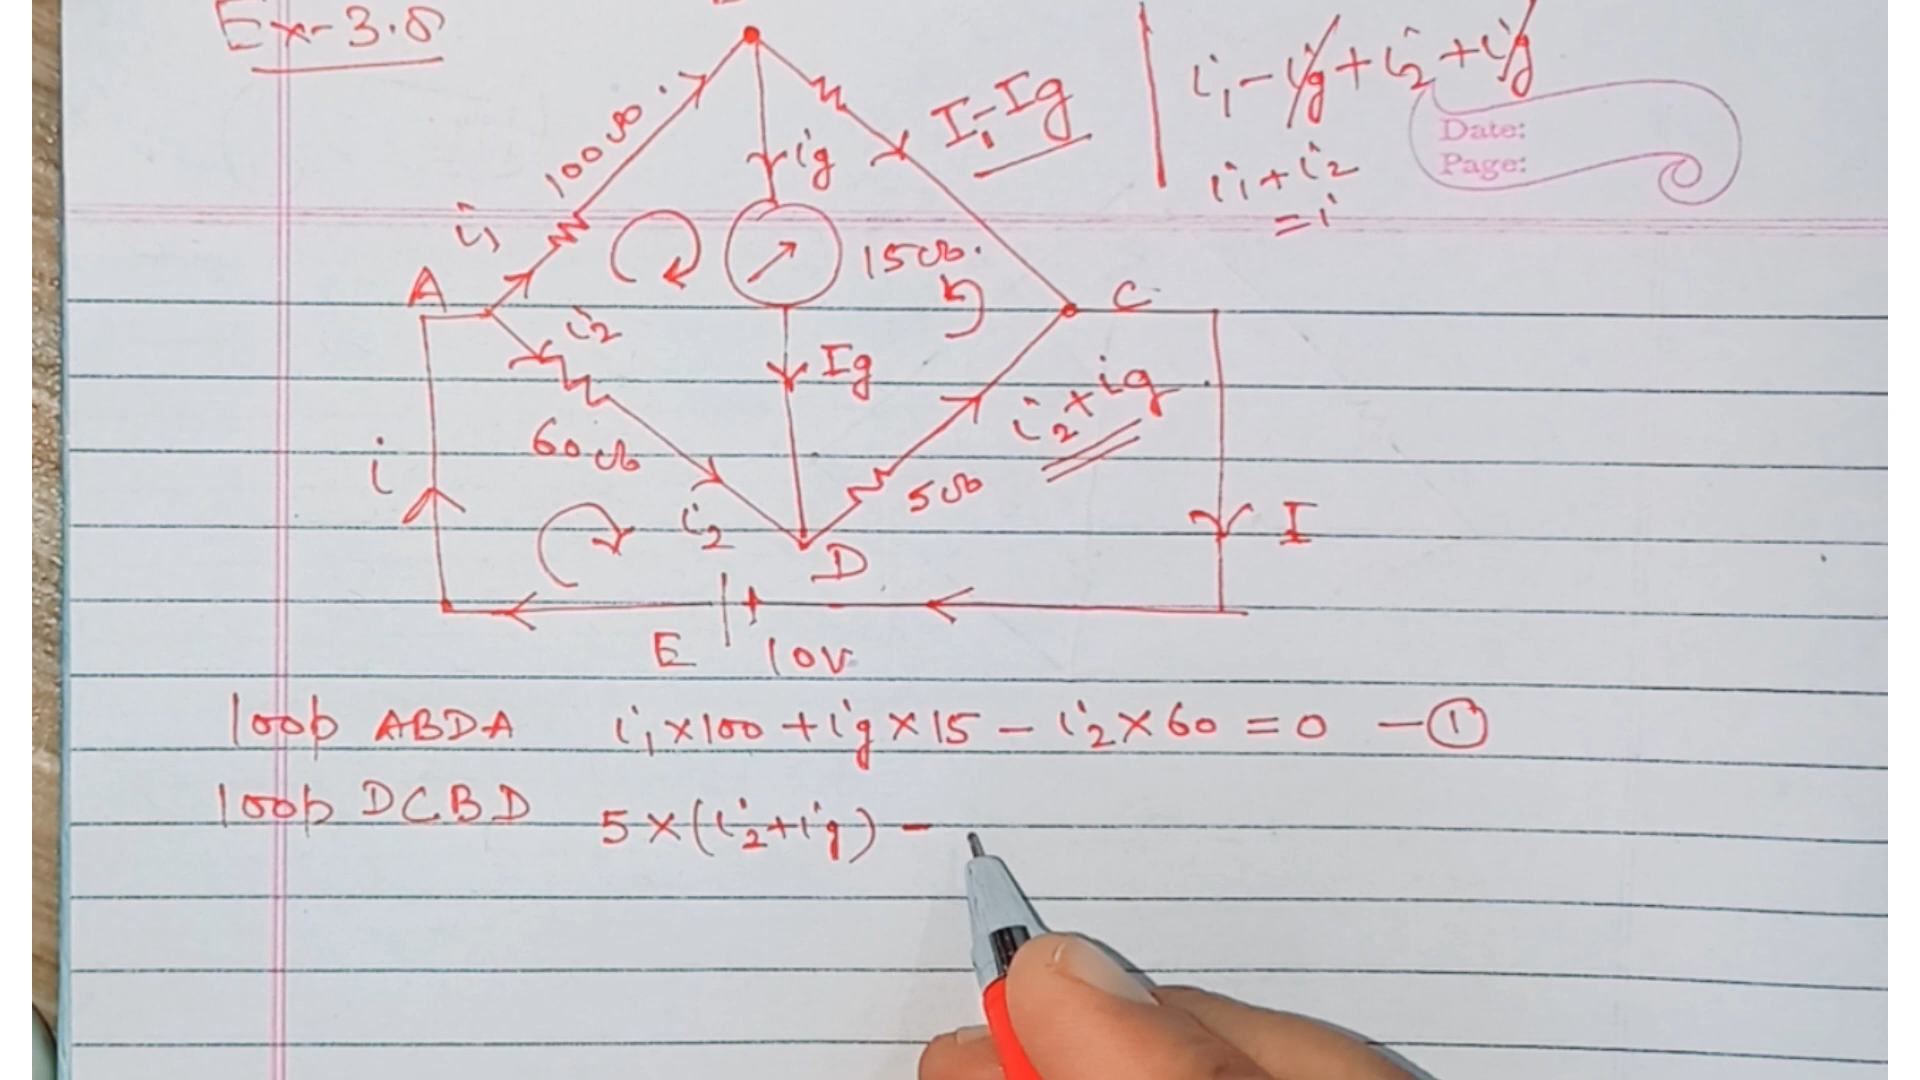 Ex-3.8
i₁ - ig + i₂ + ig
I₁-Ig
Date:
Page:
i₁+i₂
= i
100Ω
ig
i₁
15Ω
A
C
i₂
Ig
i₂+ig
60Ω
5Ω
i
i₂
I
D
E
10V
loop ABDA i₁×100 + ig×15 - i₂×60 = 0 -①
loop DCBD 5×(i₂+ig) -